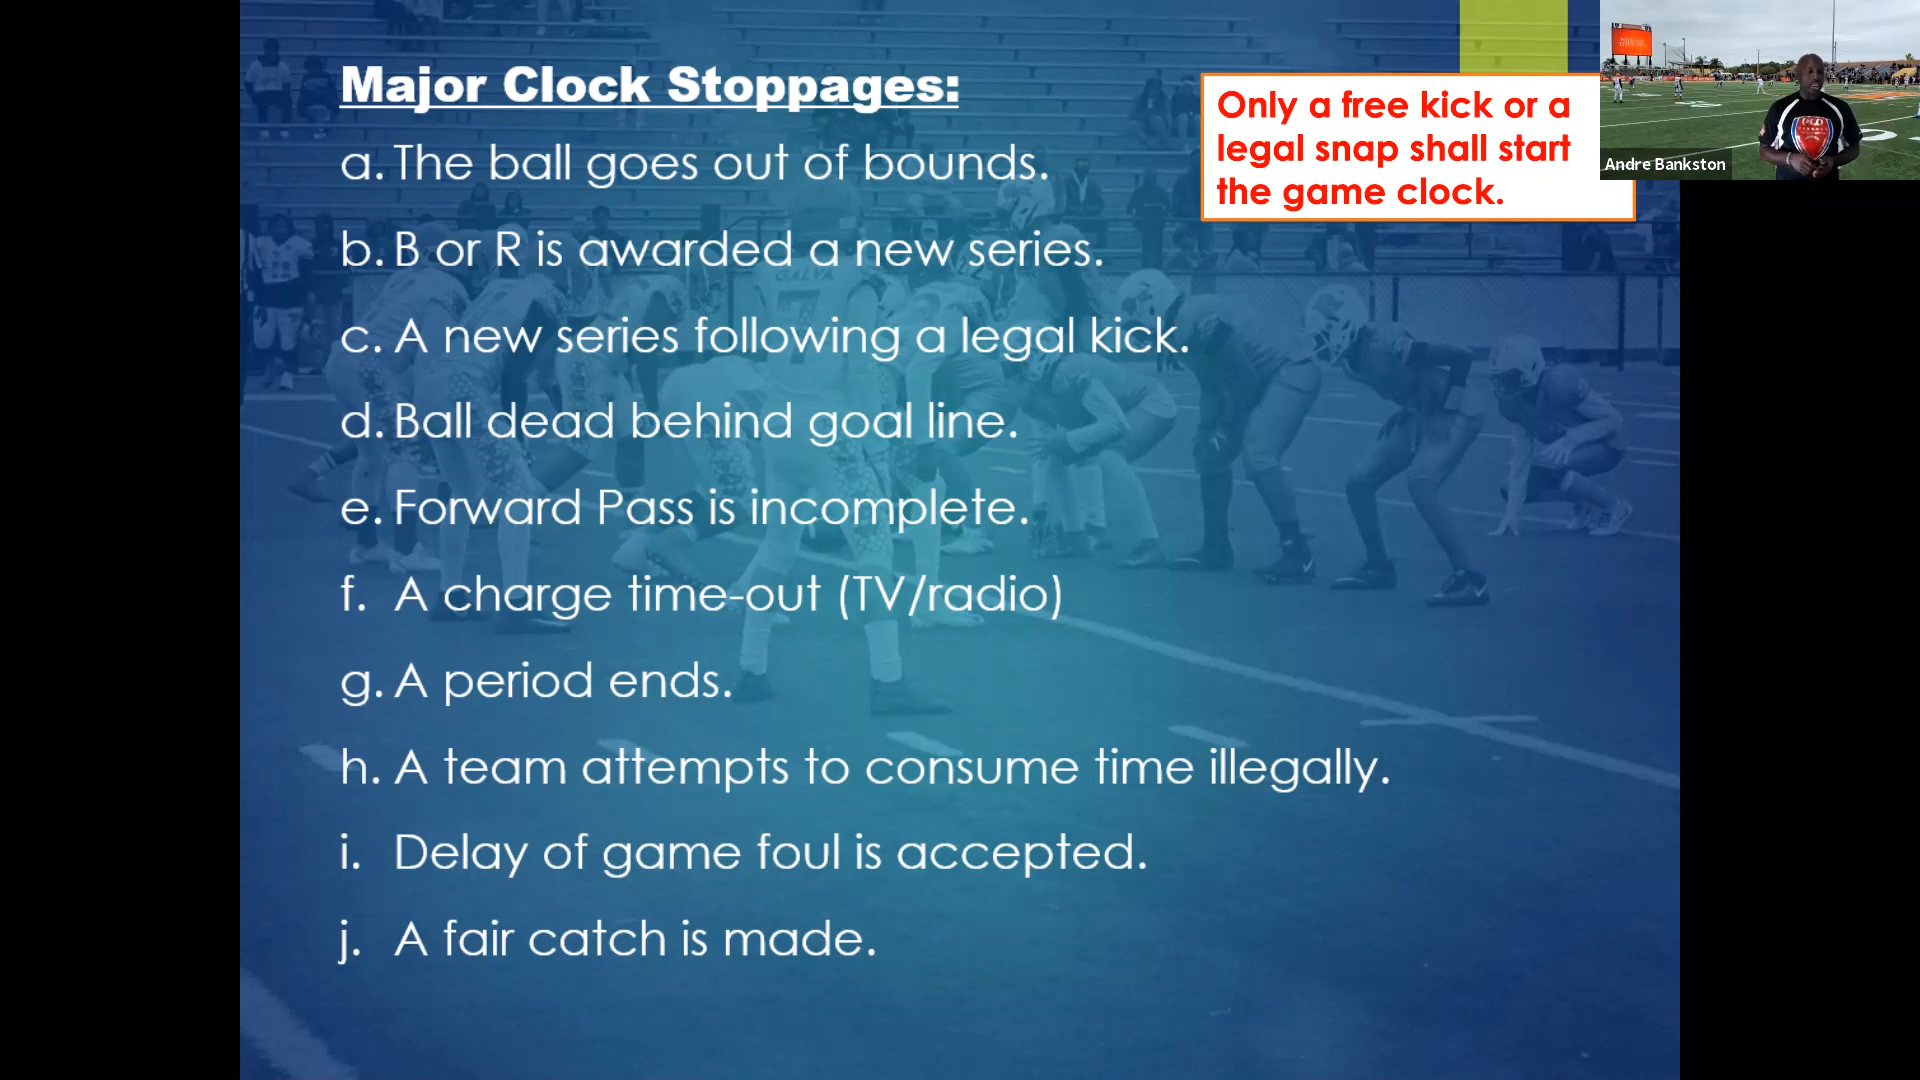 Major Clock Stoppages:
a. The ball goes out of bounds.
b. B or R is awarded a new series.
c. A new series following a legal kick.
d. Ball dead behind goal line.
e. Forward Pass is incomplete.
f. A charge time-out (TV/radio)
g. A period ends.
h. A team attempts to consume time illegally.
i. Delay of game foul is accepted.
j. A fair catch is made.
Only a free kick or a
legal snap shall start
the game clock.
Andre Bankston